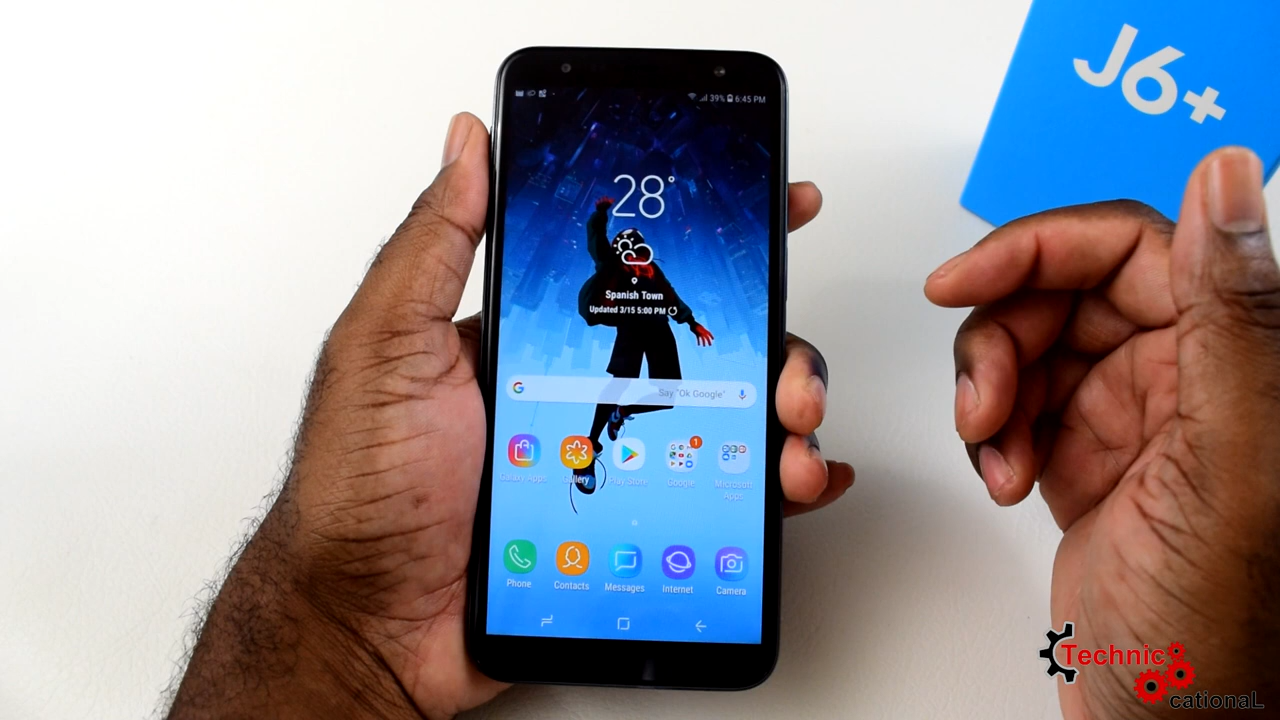 J6+
39% 6:45 PM
28°
Spanish Town
Updated 3/15 5:00 PM
Say "Ok Google"
1
Galaxy Apps
Gallery
Play Store
Google
Microsoft
Apps
Phone
Contacts
Messages
Internet
Camera
Technic
cationaL